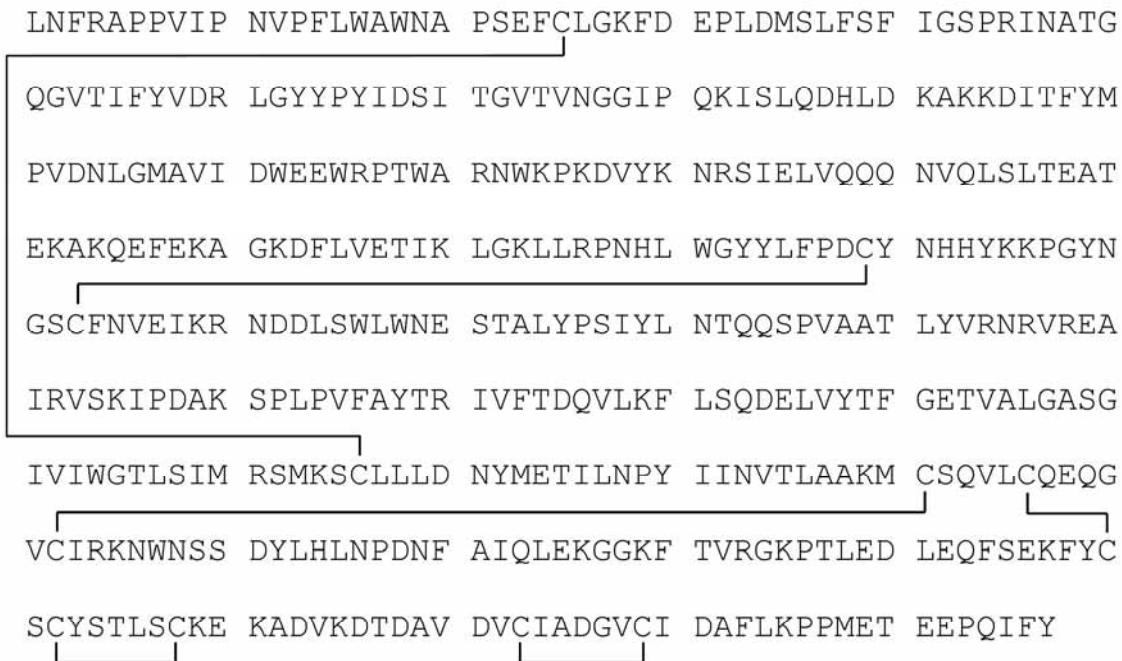 LNFRAPPVIP NVPFLWAWNA PSEFCLGKFD EPLDMSLFSF IGSPRINATG
QGVTIFYVDR LGYYPYIDSI TGVTVNGGIP QKISLQDHLD KAKKDITFYM
PVDNLGMAVI DWEEWRPTWA RNWKPKDVYK NRSIELVQQQ NVQLSLTEAT
EKAKQEFEKA GKDFLVETIK LGKLLRPNHL WGYYLFPDCY NHHYKKPGYN
GSCFNVEIKR NDDLSWLWNE STALYPSIYL NTQQSPVAAT LYVRNRVREA
IRVSKIPDAK SPLPVFAYTR IVFTDQVLKF LSQDELVYTF GETVALGASG
IVIWGTLSIM RSMKSCLLLD NYMETILNPY IINVTLAAKM CSQVLCQEQG
VCIRKNWNSS DYLHLNPDNF AIQLEKGGKF TVRGKPTLED LEQFSEKFYC
SCYSTLSCKE KADVKDTDAV DVCIADGVCI DAFLKPPMET EEPQIFY